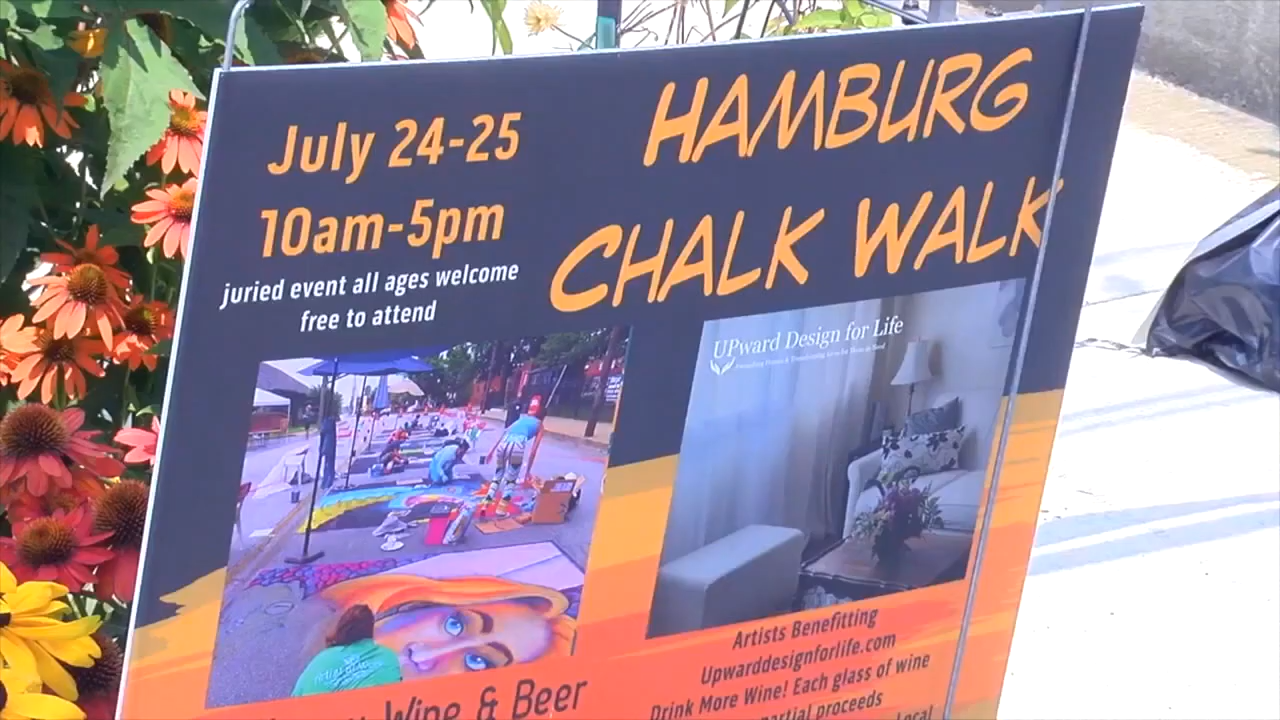 July 24-25
10am-5pm
juried event all ages welcome
free to attend
HAMBURG
CHALK WALK
UPward Design for Life
Wine & Beer
Artists Benefitting
Upwarddesignforlife.com
Drink More Wine! Each glass of wine
partial proceeds
Local